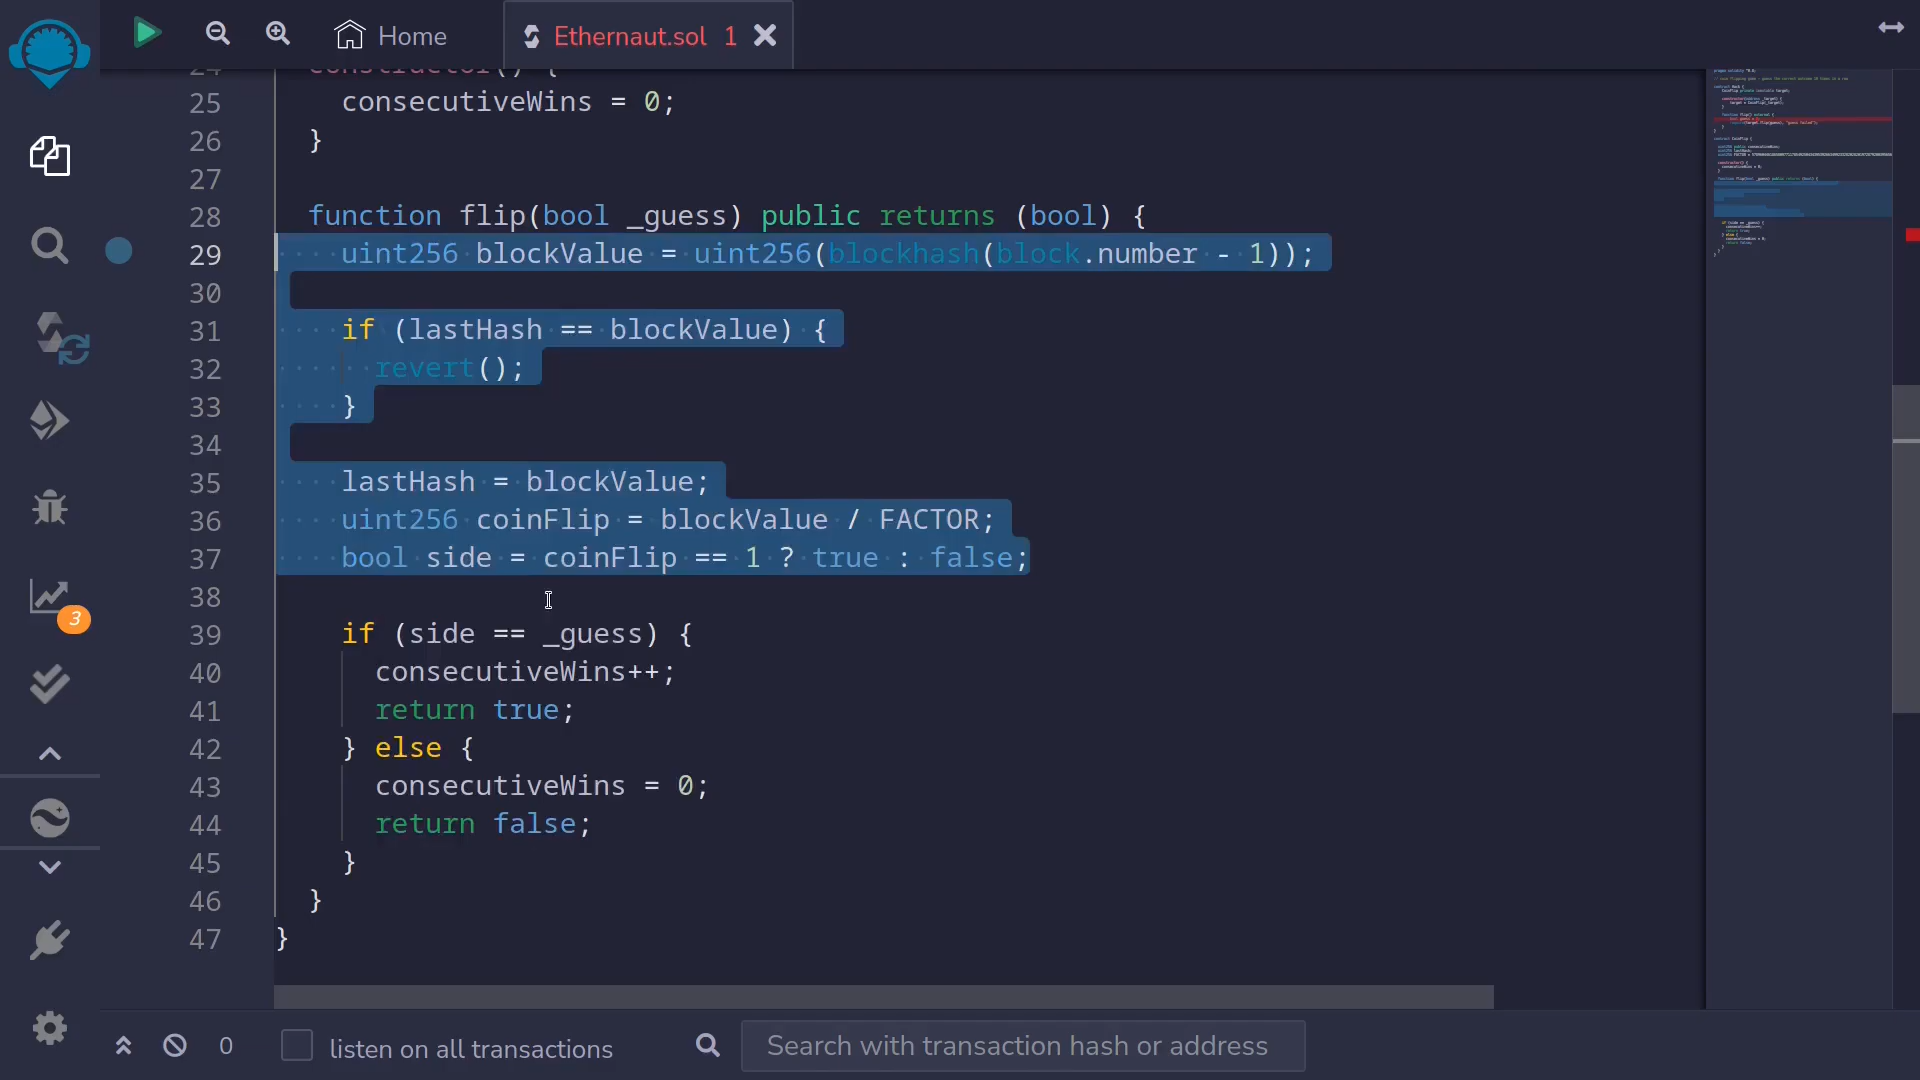 Home
Ethernaut.sol 1
24 constructor() {
25 consecutiveWins = 0;
26 }
27
28 function flip(bool _guess) public returns (bool) {
29 uint256 blockValue = uint256(blockhash(block.number - 1));
30
31 if (lastHash == blockValue) {
32 revert();
33 }
34
35 lastHash = blockValue;
36 uint256 coinFlip = blockValue / FACTOR;
37 bool side = coinFlip == 1 ? true : false;
38
39 if (side == _guess) {
40 consecutiveWins++;
41 return true;
42 } else {
43 consecutiveWins = 0;
44 return false;
45 }
46 }
47 }
3
0 listen on all transactions Search with transaction hash or address